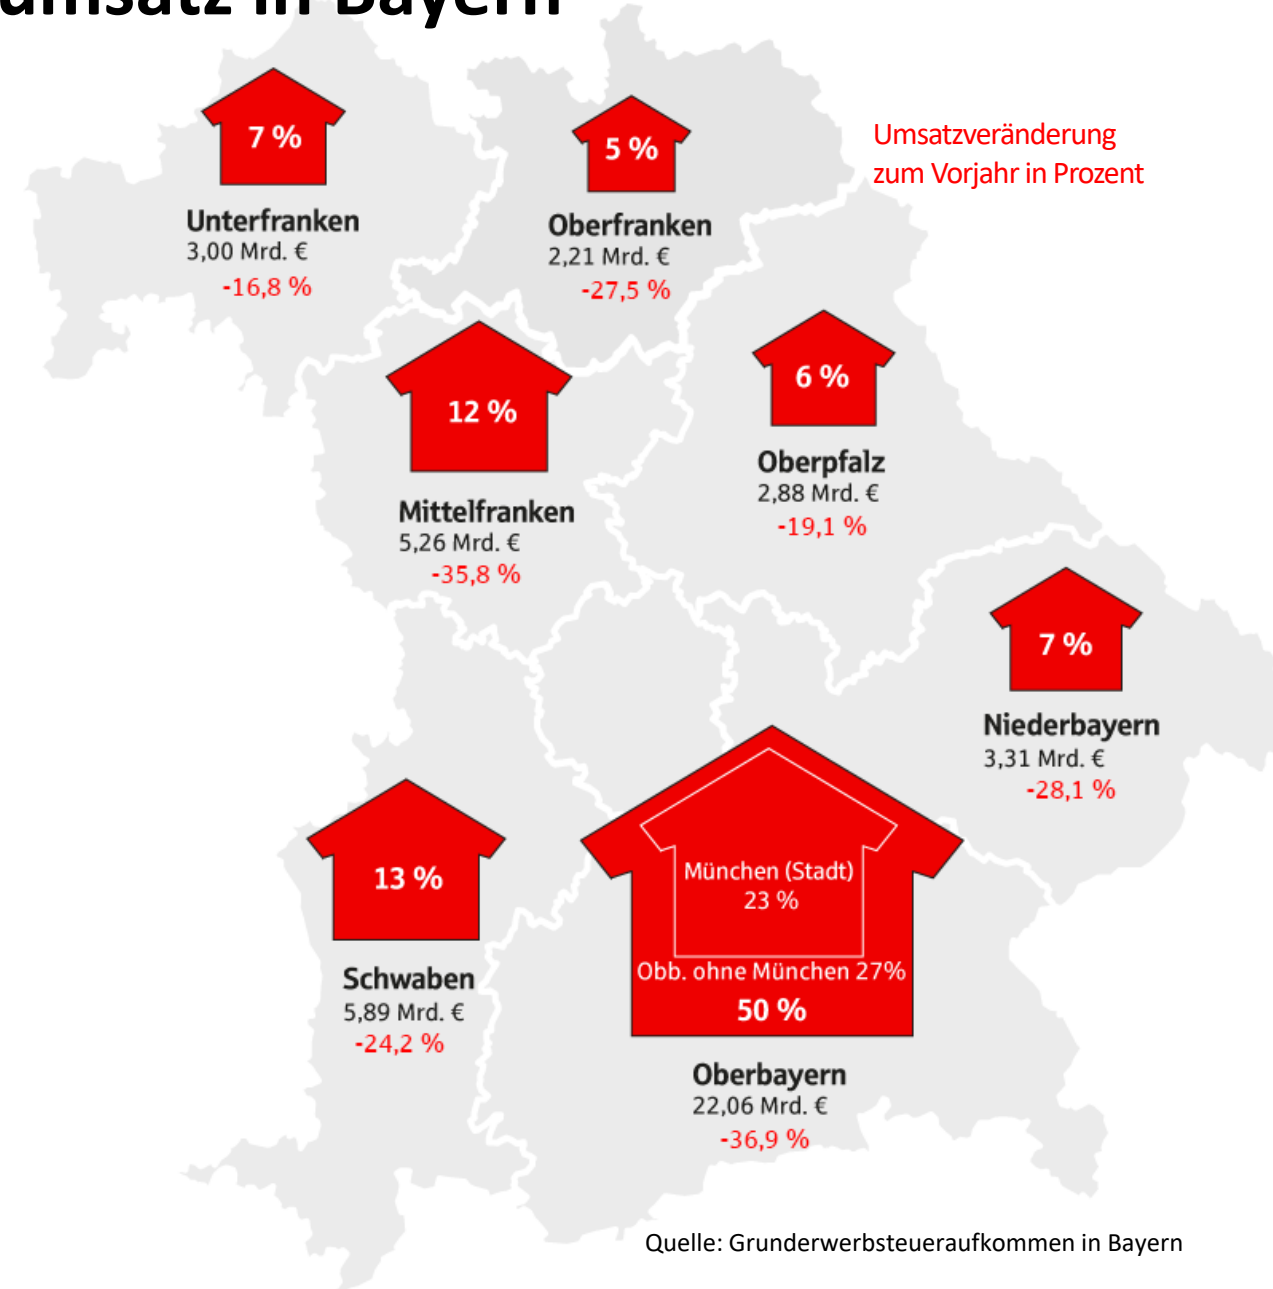 umsatz in Bayern
Umsatzveränderung
zum Vorjahr in Prozent
7 %
Unterfranken
3,00 Mrd. €
-16,8 %
5 %
Oberfranken
2,21 Mrd. €
-27,5 %
12 %
Mittelfranken
5,26 Mrd. €
-35,8 %
6 %
Oberpfalz
2,88 Mrd. €
-19,1 %
7 %
Niederbayern
3,31 Mrd. €
-28,1 %
13 %
Schwaben
5,89 Mrd. €
-24,2 %
München (Stadt)
23 %
Obb. ohne München 27%
50 %
Oberbayern
22,06 Mrd. €
-36,9 %
Quelle: Grunderwerbsteueraufkommen in Bayern